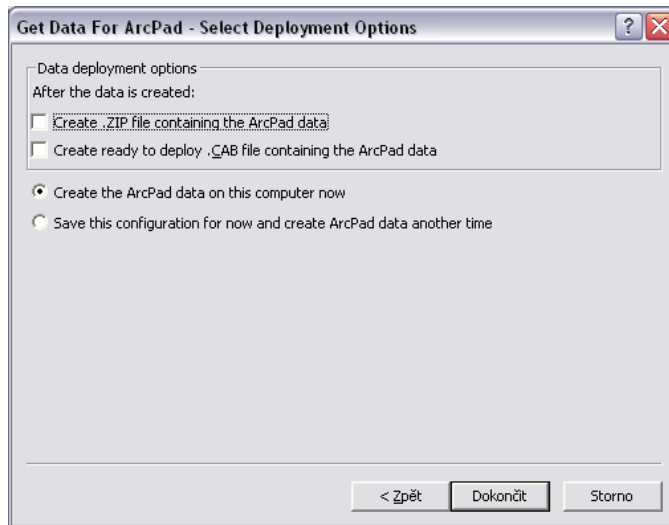 Get Data For ArcPad - Select Deployment Options
Data deployment options
After the data is created:
Create .ZIP file containing the ArcPad data
Create ready to deploy .CAB file containing the ArcPad data
Create the ArcPad data on this computer now
Save this configuration for now and create ArcPad data another time
< Zpět Dokončit Storno